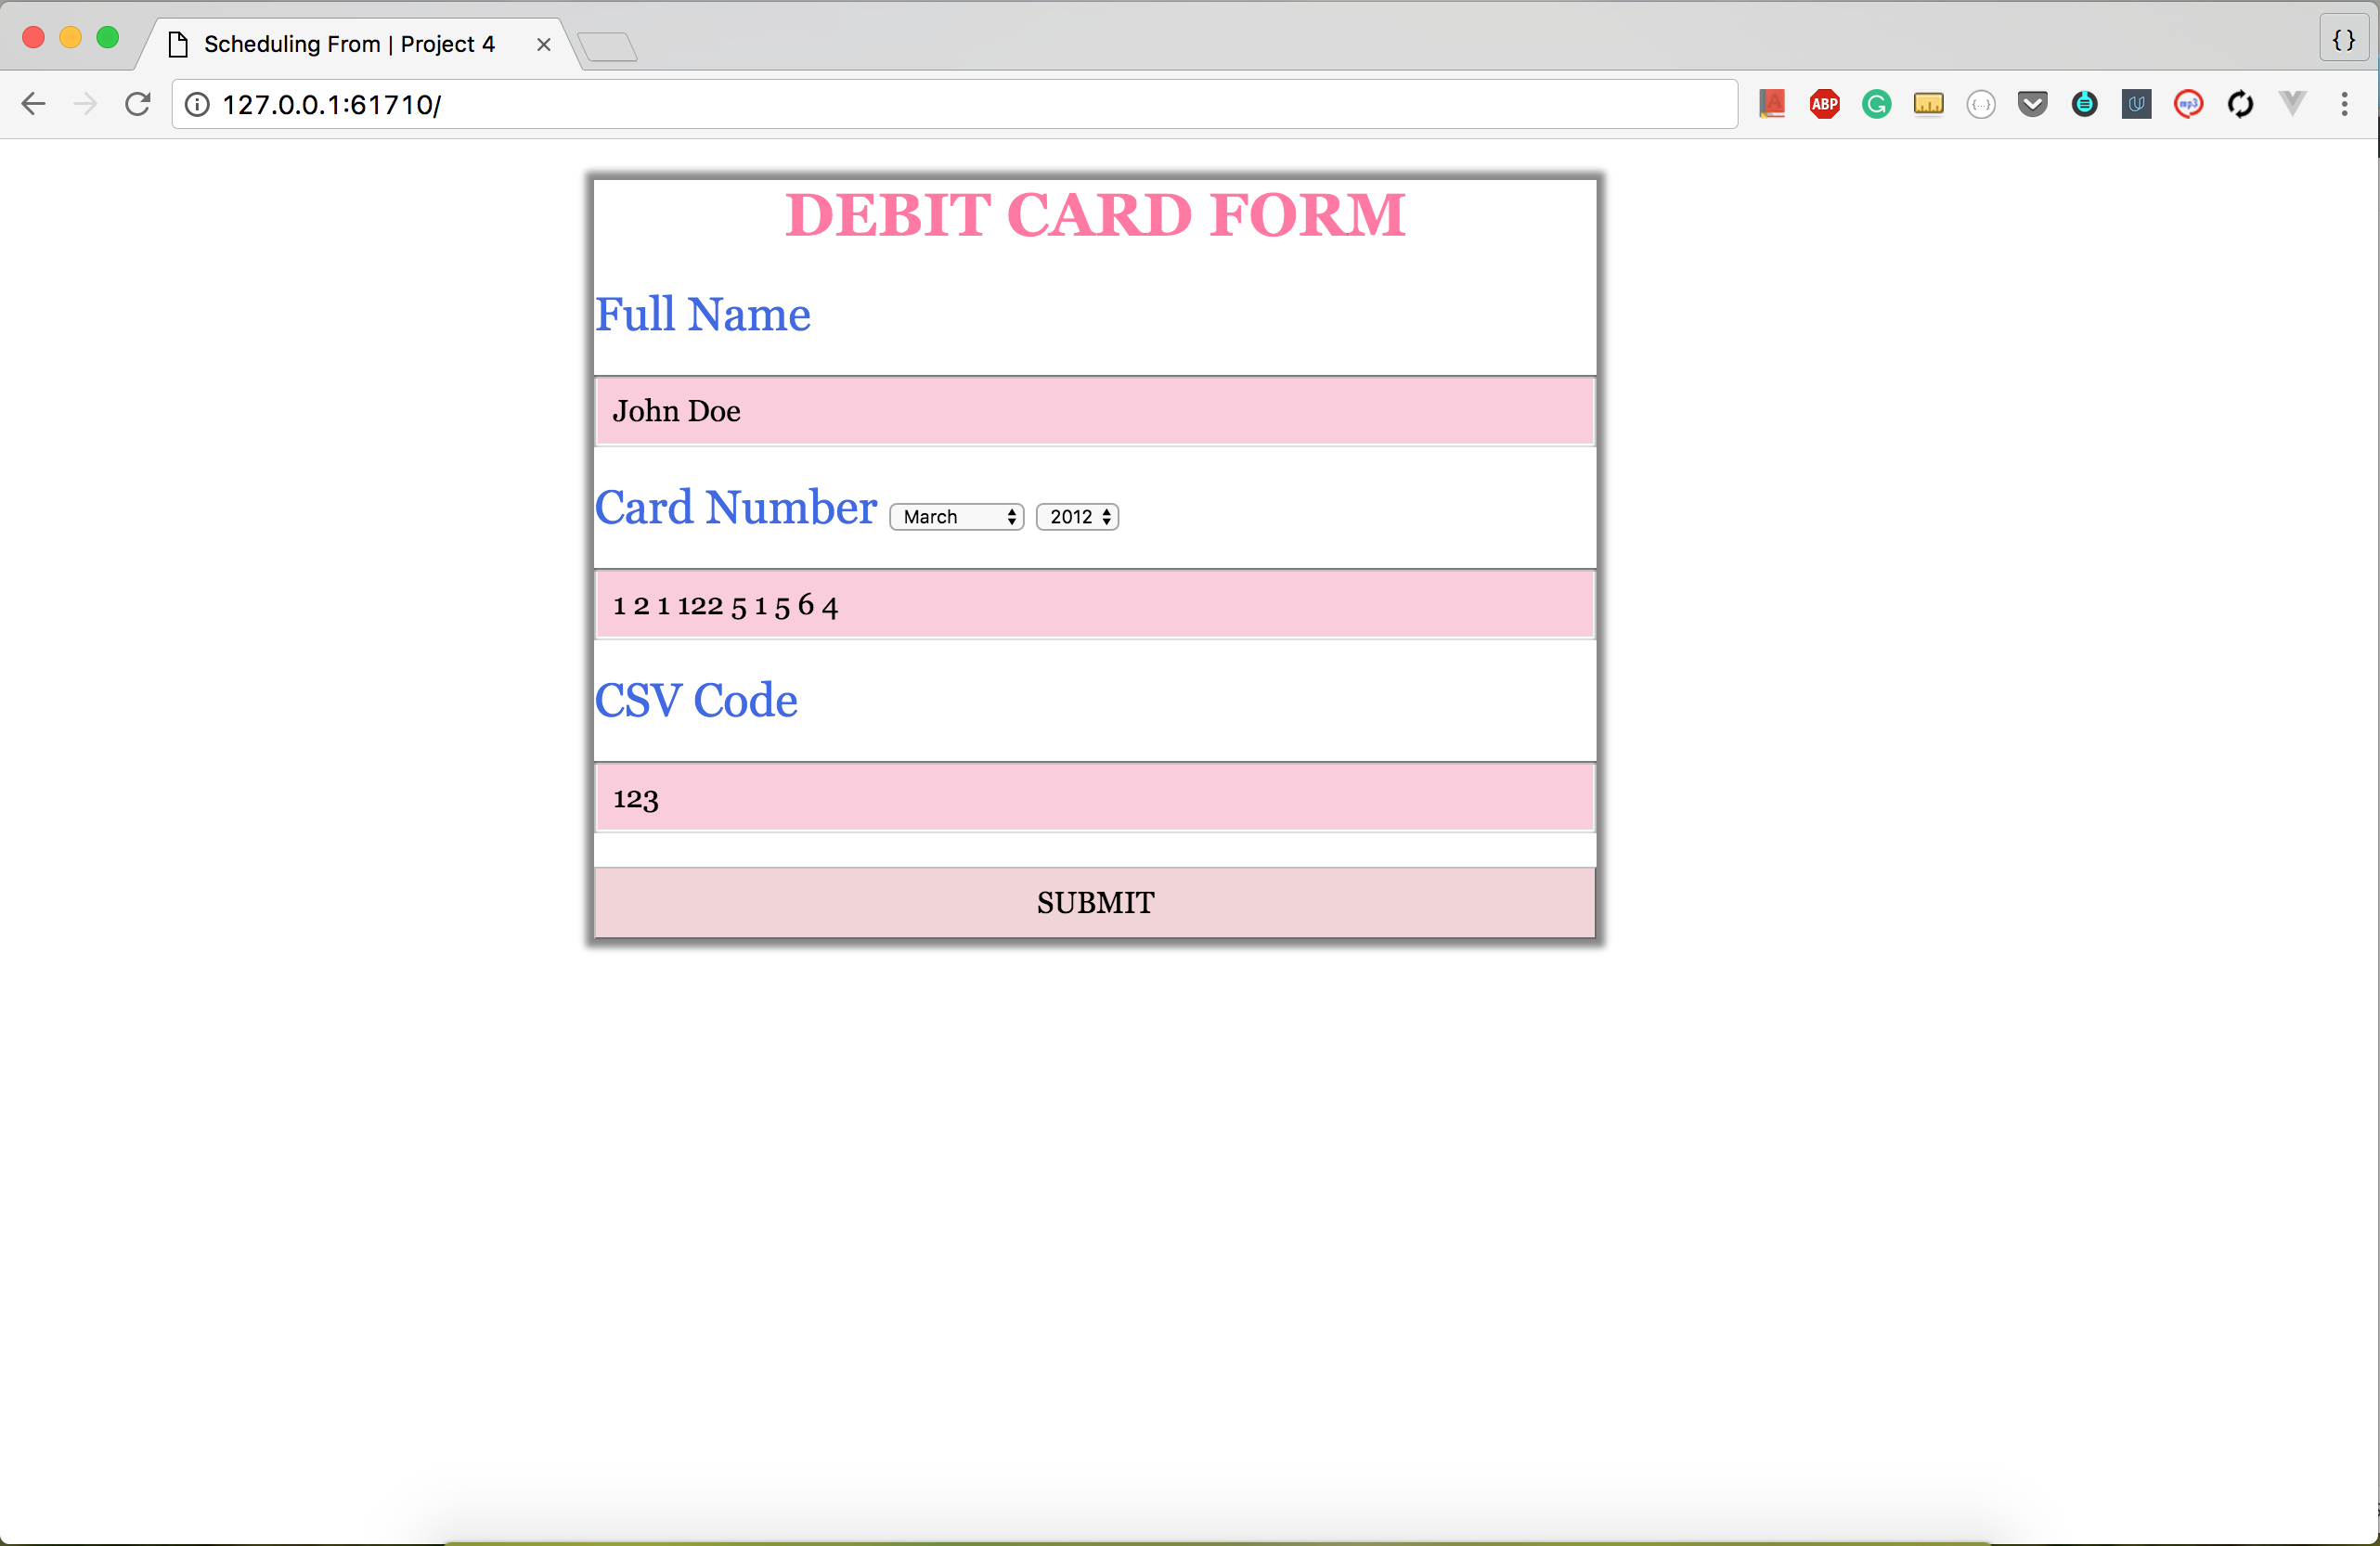 Scheduling From | Project 4
{}
127.0.0.1:61710/
A ABP G {...} U mp3
DEBIT CARD FORM
Full Name
John Doe
Card Number March 2012
1 2 1 122 5 1 5 6 4
CSV Code
123
SUBMIT